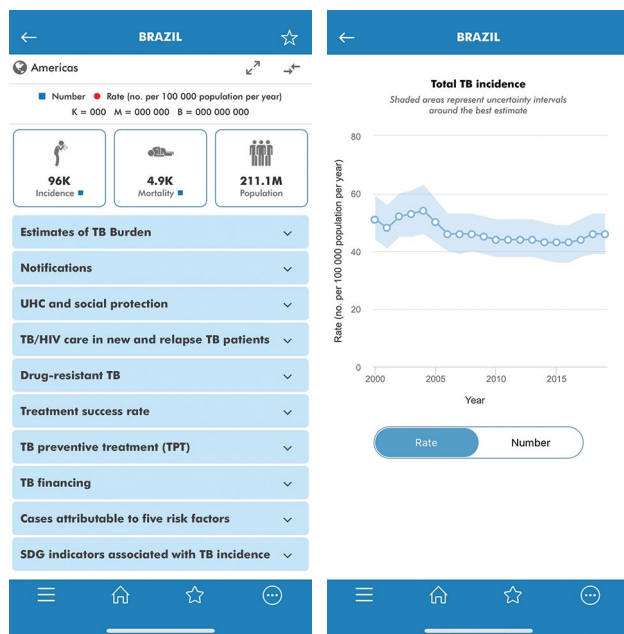 BRAZIL
Americas
Number Rate (no. per 100 000 population per year)
K = 000 M = 000 000 B = 000 000 000
96K
Incidence
4.9K
Mortality
211.1M
Population
Estimates of TB Burden
Notifications
UHC and social protection
TB/HIV care in new and relapse TB patients
Drug-resistant TB
Treatment success rate
TB preventive treatment (TPT)
TB financing
Cases attributable to five risk factors
SDG indicators associated with TB incidence
BRAZIL
Total TB incidence
Shaded areas represent uncertainty intervals
around the best estimate
Rate (no. per 100 000 population per year)
80
60
40
20
0
2000 2005 2010 2015
Year
Rate Number